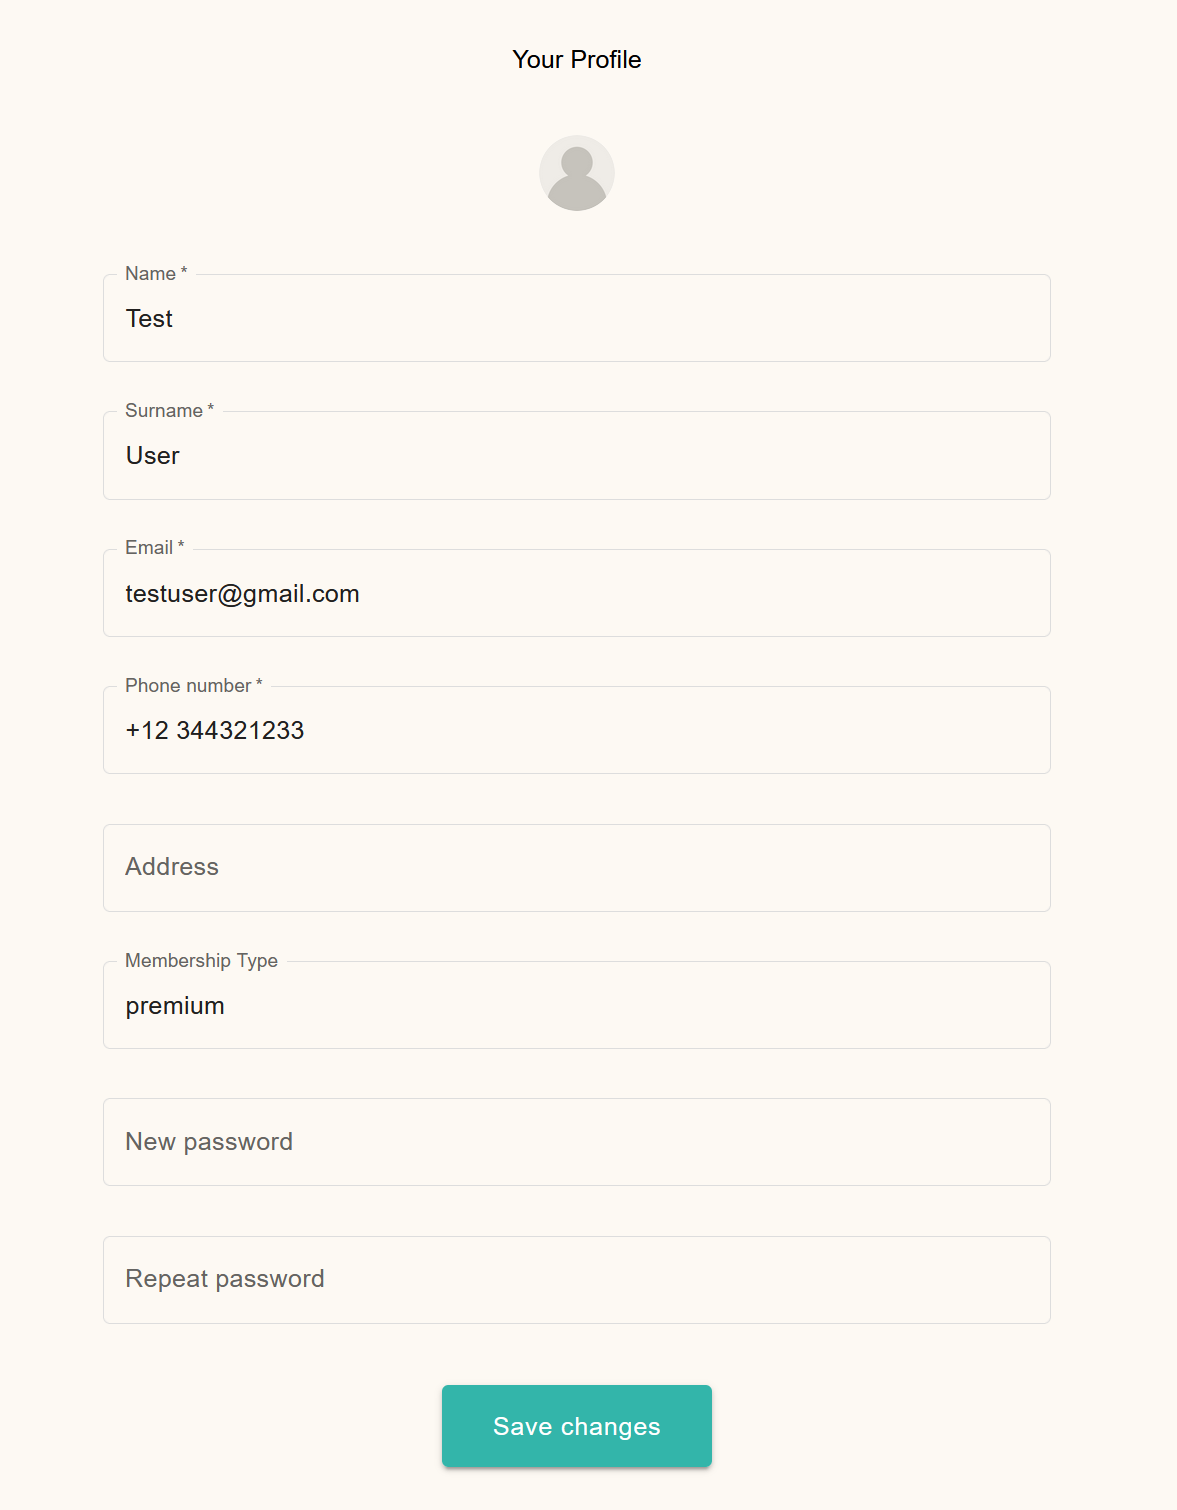 Your Profile
Name *
Test
Surname *
User
Email *
testuser@gmail.com
Phone number *
+12 344321233
Address
Membership Type
premium
New password
Repeat password
Save changes